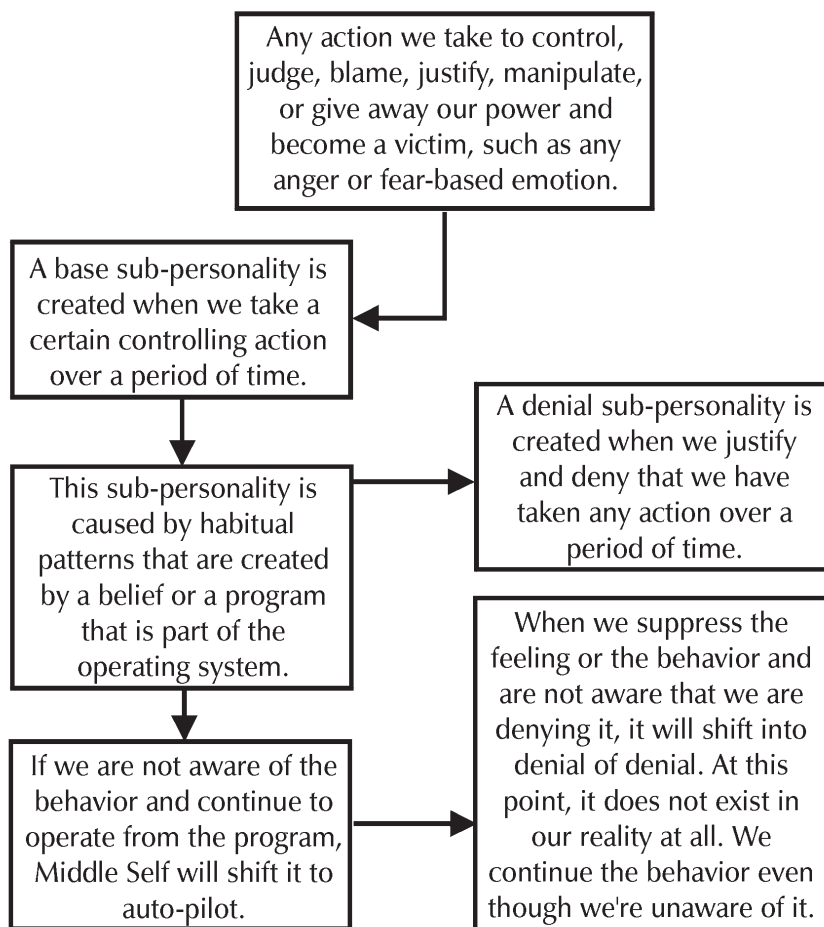 Any action we take to control,
judge, blame, justify, manipulate,
or give away our power and
become a victim, such as any
anger or fear-based emotion.
A base sub-personality is
created when we take a
certain controlling action
over a period of time.
A denial sub-personality is
created when we justify
and deny that we have
taken any action over a
period of time.
This sub-personality is
caused by habitual
patterns that are created
by a belief or a program
that is part of the
operating system.
When we suppress the
feeling or the behavior and
are not aware that we are
denying it, it will shift into
denial of denial. At this
point, it does not exist in
our reality at all. We
continue the behavior even
though we're unaware of it.
If we are not aware of the
behavior and continue to
operate from the program,
Middle Self will shift it to
auto-pilot.